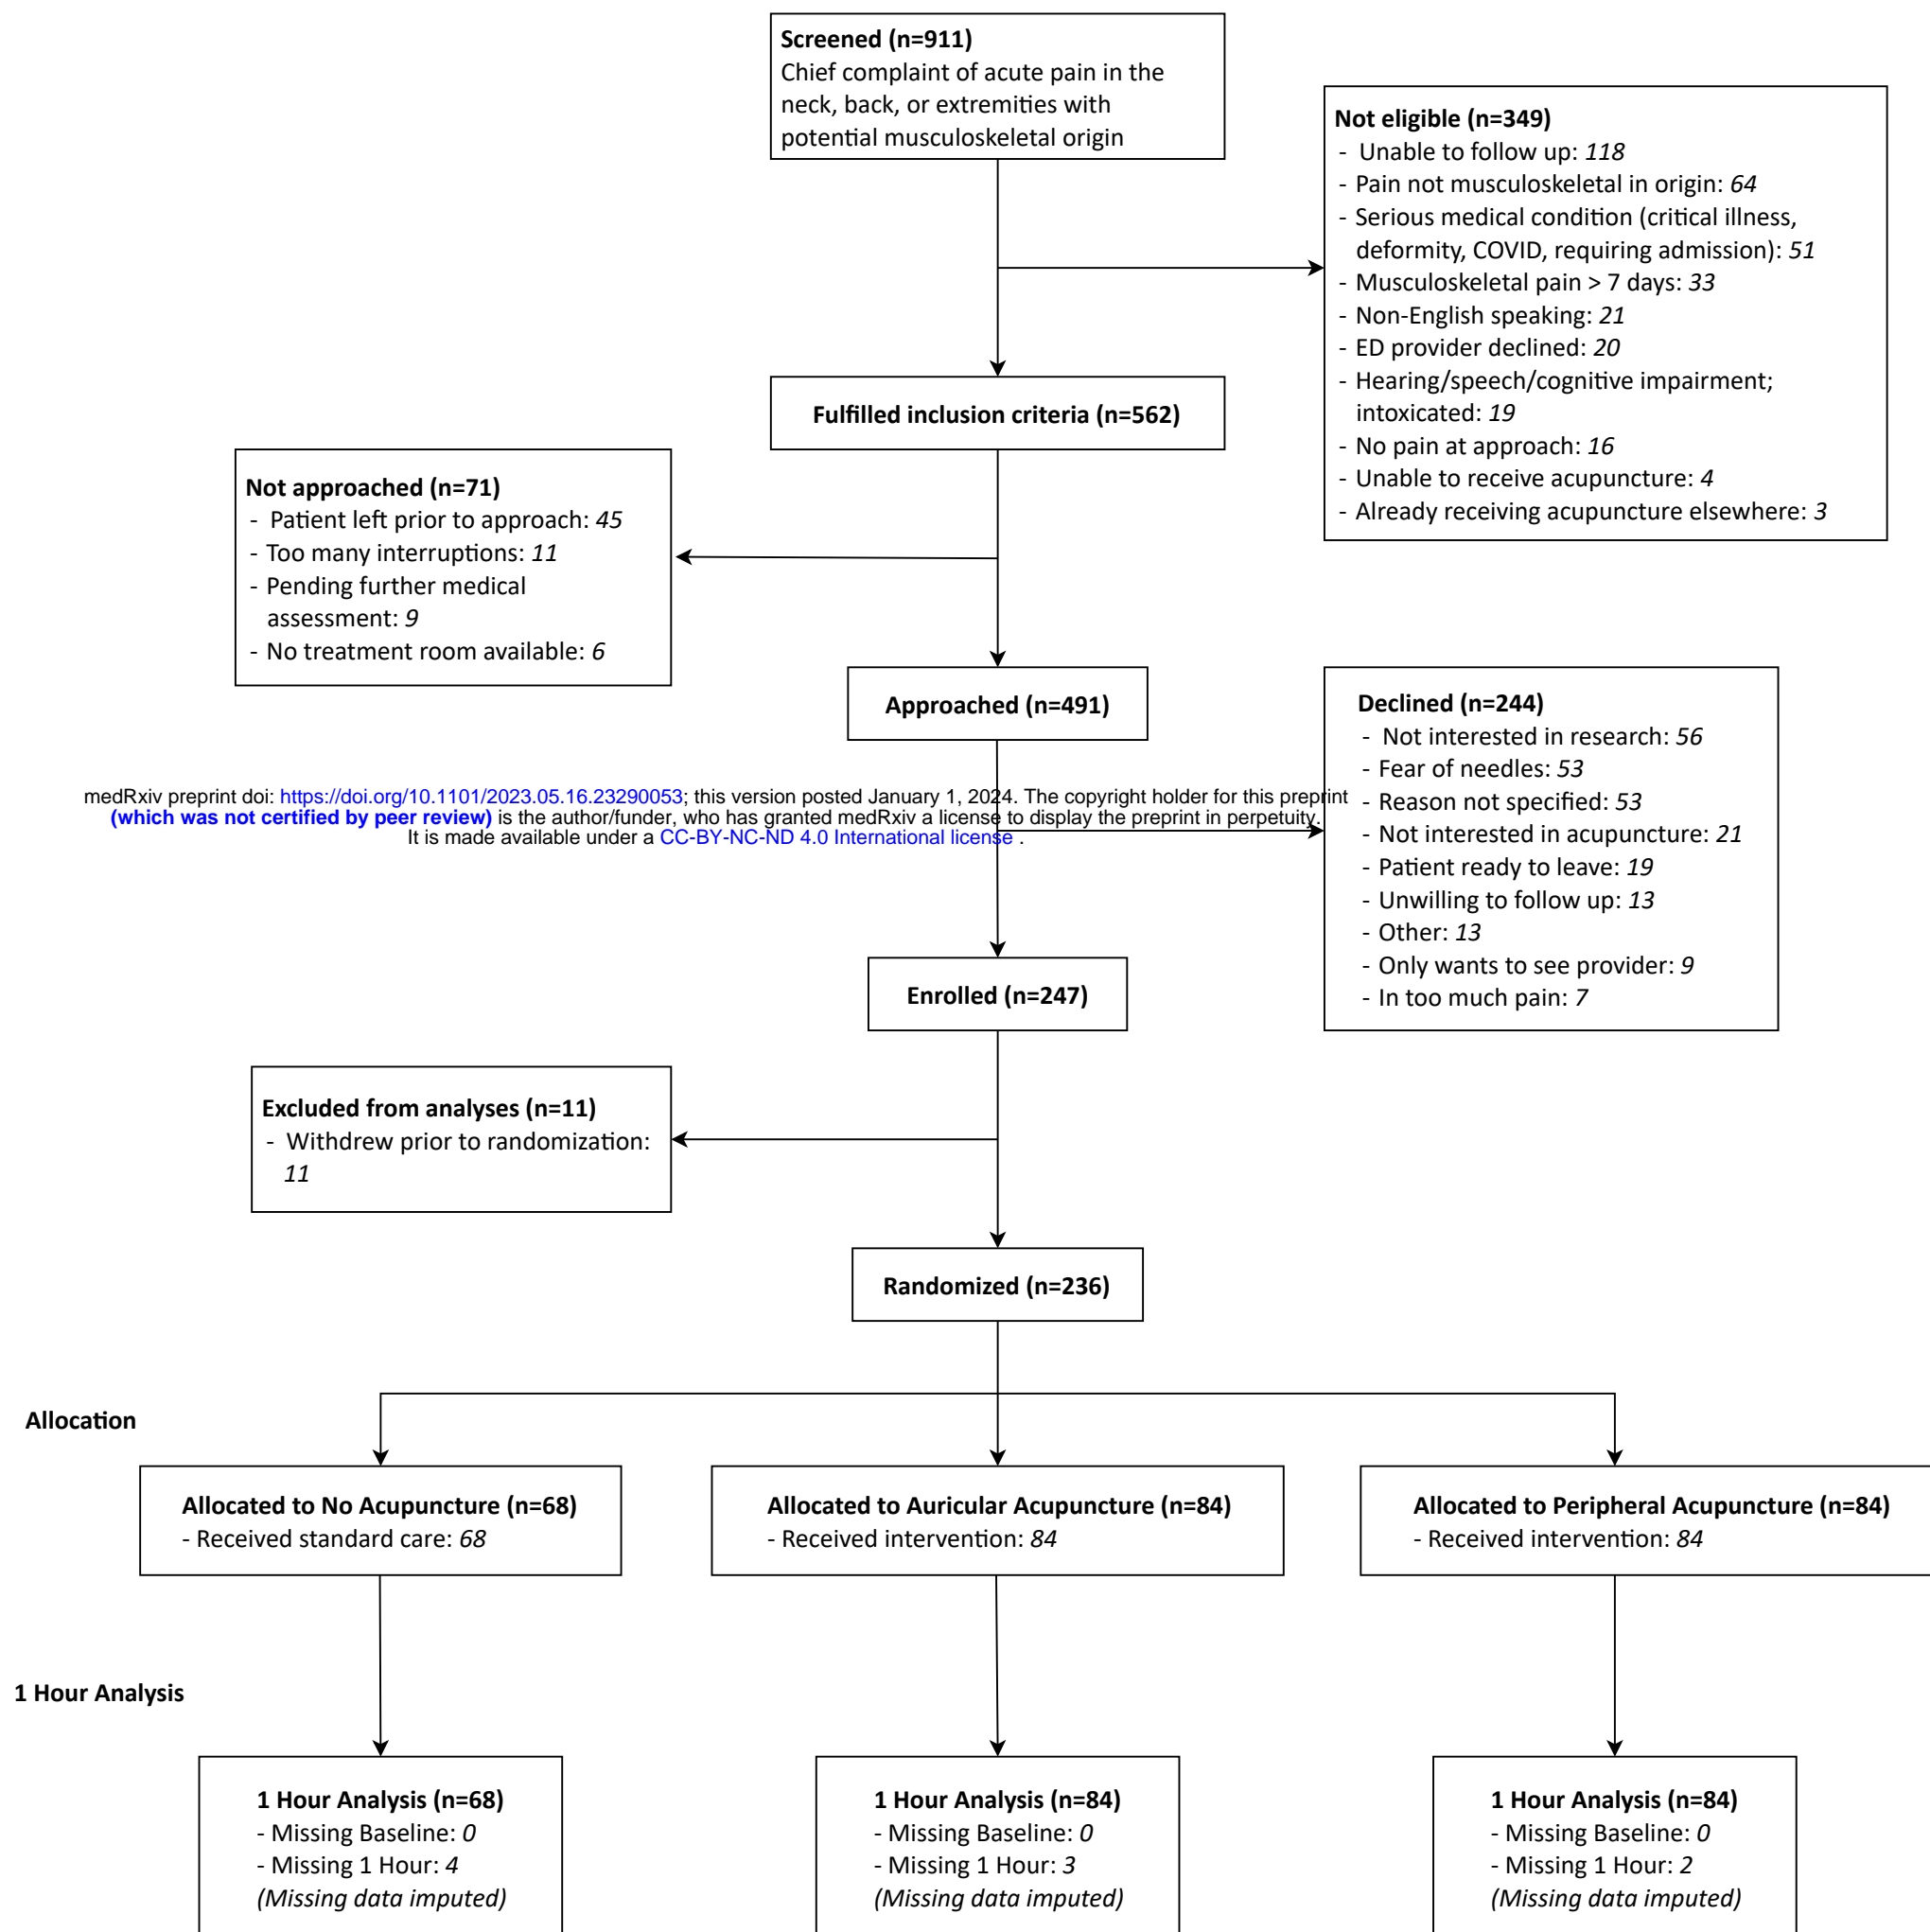 Screened (n=911)
Chief complaint of acute pain in the
neck, back, or extremities with
potential musculoskeletal origin
Not eligible (n=349)
- Unable to follow up: 118
- Pain not musculoskeletal in origin: 64
- Serious medical condition (critical illness,
deformity, COVID, requiring admission): 51
- Musculoskeletal pain > 7 days: 33
- Non-English speaking: 21
- ED provider declined: 20
- Hearing/speech/cognitive impairment;
intoxicated: 19
- No pain at approach: 16
- Unable to receive acupuncture: 4
- Already receiving acupuncture elsewhere: 3
Fulfilled inclusion criteria (n=562)
Not approached (n=71)
- Patient left prior to approach: 45
- Too many interruptions: 11
- Pending further medical
assessment: 9
- No treatment room available: 6
Approached (n=491)
Declined (n=244)
- Not interested in research: 56
- Fear of needles: 53
- Reason not specified: 53
- Not interested in acupuncture: 21
- Patient ready to leave: 19
- Unwilling to follow up: 13
- Other: 13
- Only wants to see provider: 9
- In too much pain: 7
medRxiv preprint doi: https://doi.org/10.1101/2023.05.16.23290053; this version posted January 1, 2024. The copyright holder for this preprint
(which was not certified by peer review) is the author/funder, who has granted medRxiv a license to display the preprint in perpetuity.
It is made available under a CC-BY-NC-ND 4.0 International license .
Enrolled (n=247)
Excluded from analyses (n=11)
- Withdrew prior to randomization:
11
Randomized (n=236)
Allocation
Allocated to No Acupuncture (n=68)
- Received standard care: 68
Allocated to Auricular Acupuncture (n=84)
- Received intervention: 84
Allocated to Peripheral Acupuncture (n=84)
- Received intervention: 84
1 Hour Analysis
1 Hour Analysis (n=68)
- Missing Baseline: 0
- Missing 1 Hour: 4
(Missing data imputed)
1 Hour Analysis (n=84)
- Missing Baseline: 0
- Missing 1 Hour: 3
(Missing data imputed)
1 Hour Analysis (n=84)
- Missing Baseline: 0
- Missing 1 Hour: 2
(Missing data imputed)